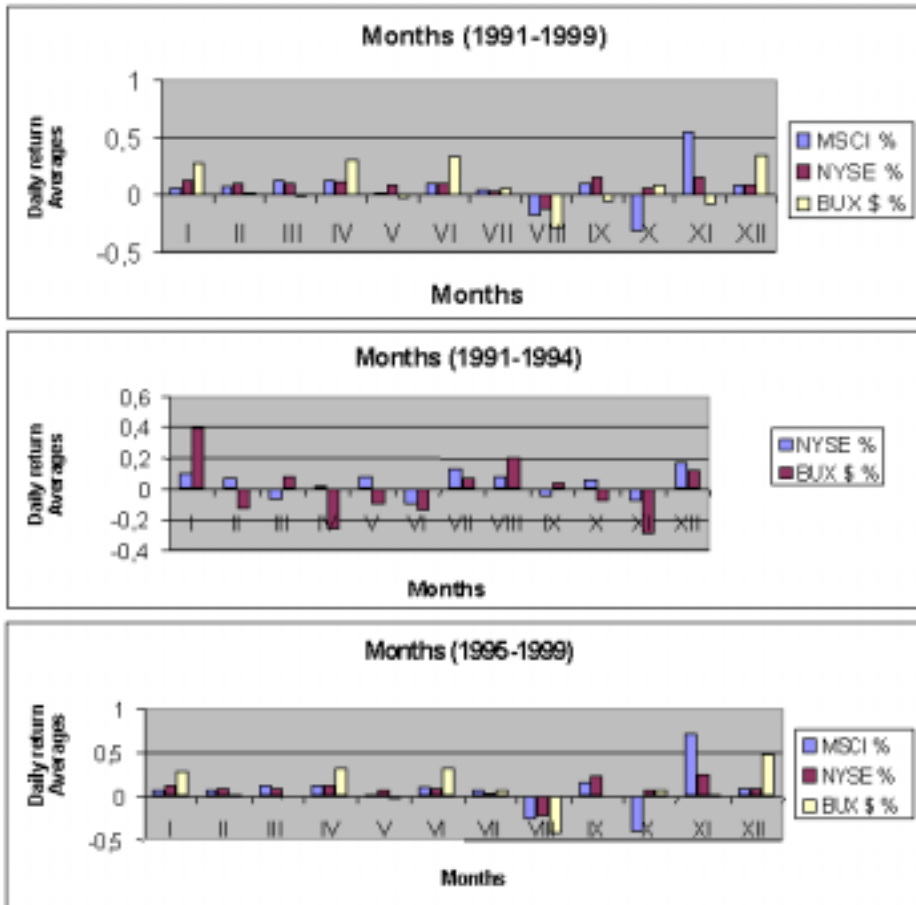 Months (1991-1999)
Daily return
Averages
1
0,5
0
-0,5
I II III IV V VI VII VIII IX X XI XII
Months
MSCI %
NYSE %
BUX $ %
Months (1991-1994)
Daily return
Averages
0,6
0,4
0,2
0
-0,2
-0,4
I II III IV V VI VII VIII IX X XI XII
Months
NYSE %
BUX $ %
Months (1995-1999)
Daily return
Averages
1
0,5
0
-0,5
I II III IV V VI VII VIII IX X XI XII
Months
MSCI %
NYSE %
BUX $ %